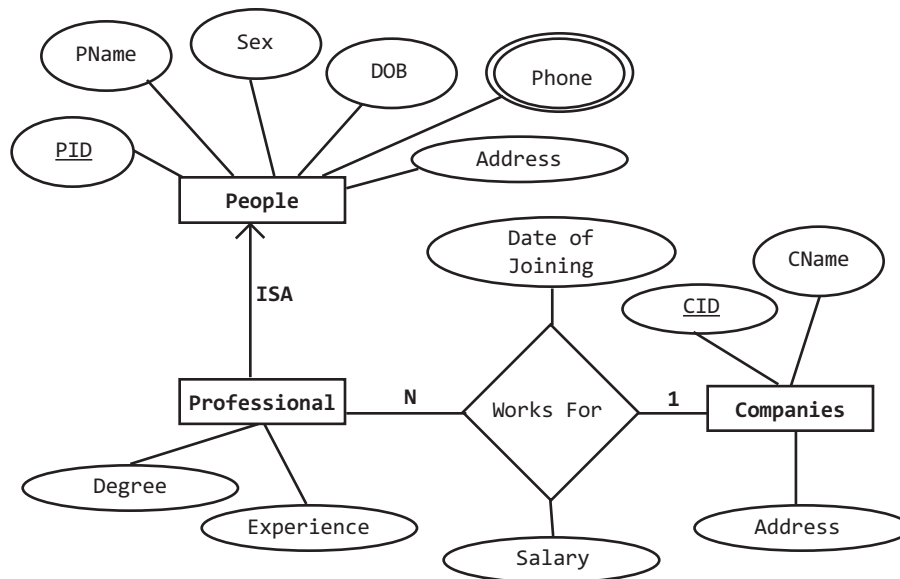 Sex
PName
DOB
Phone
PID
Address
People
Date of
Joining
CName
ISA
CID
Professional
N
Works For
1
Companies
Degree
Experience
Address
Salary